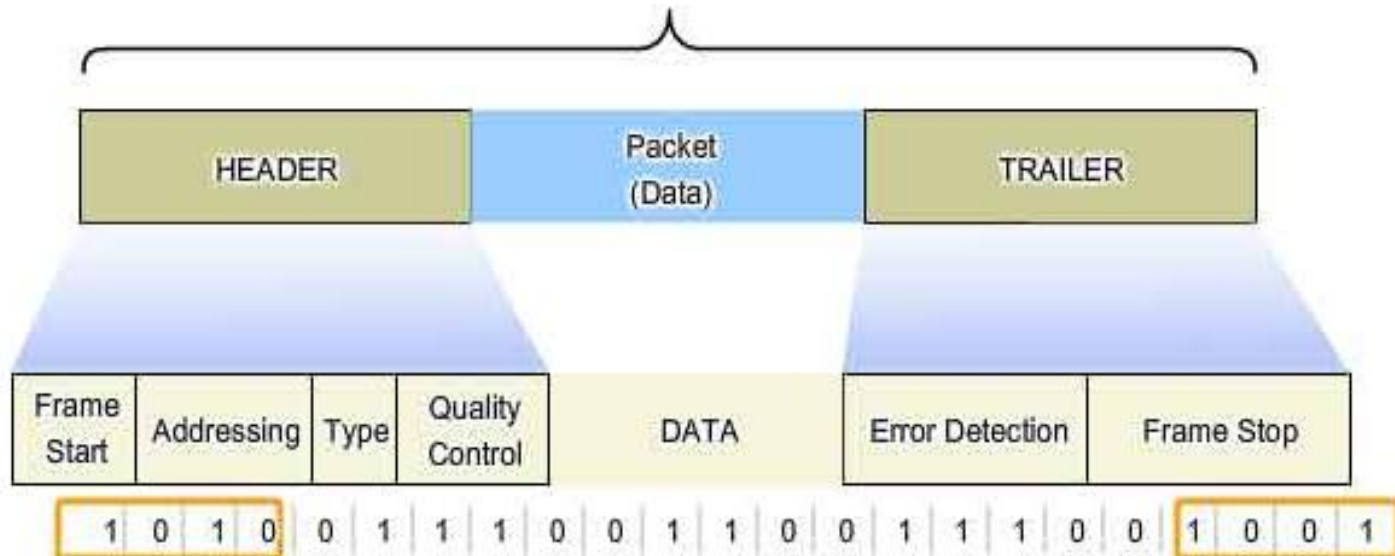 HEADER
Packet
(Data)
TRAILER
Frame
Start
Addressing
Type
Quality
Control
DATA
Error Detection
Frame Stop
1 0 1 0 0 1 1 1 0 0 1 1 0 0 1 1 1 0 0 1 0 0 1